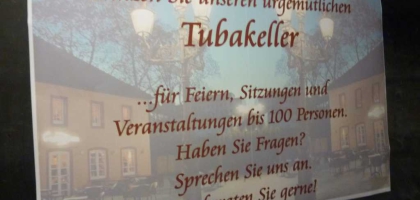 Sie unseren urgemütlichen
Tubakeller
...für Feiern, Sitzungen und
Veranstaltungen bis 100 Personen.
Haben Sie Fragen?
Sprechen Sie uns an.
Sie gerne!